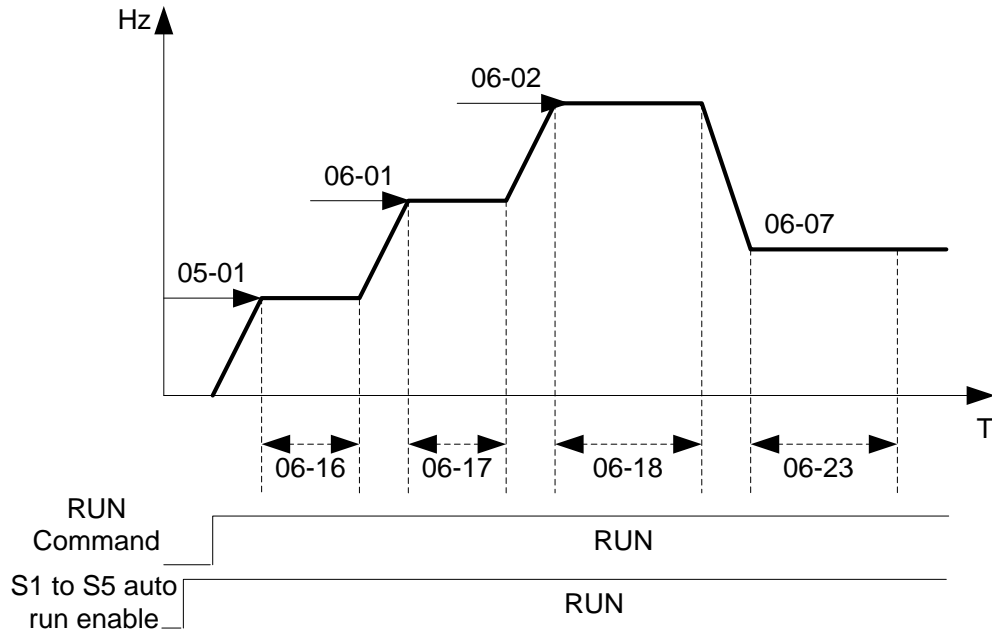 Hz
06-02
06-01
06-07
05-01
T
06-16
06-17
06-18
06-23
RUN
Command
RUN
S1 to S5 auto
run enable
RUN